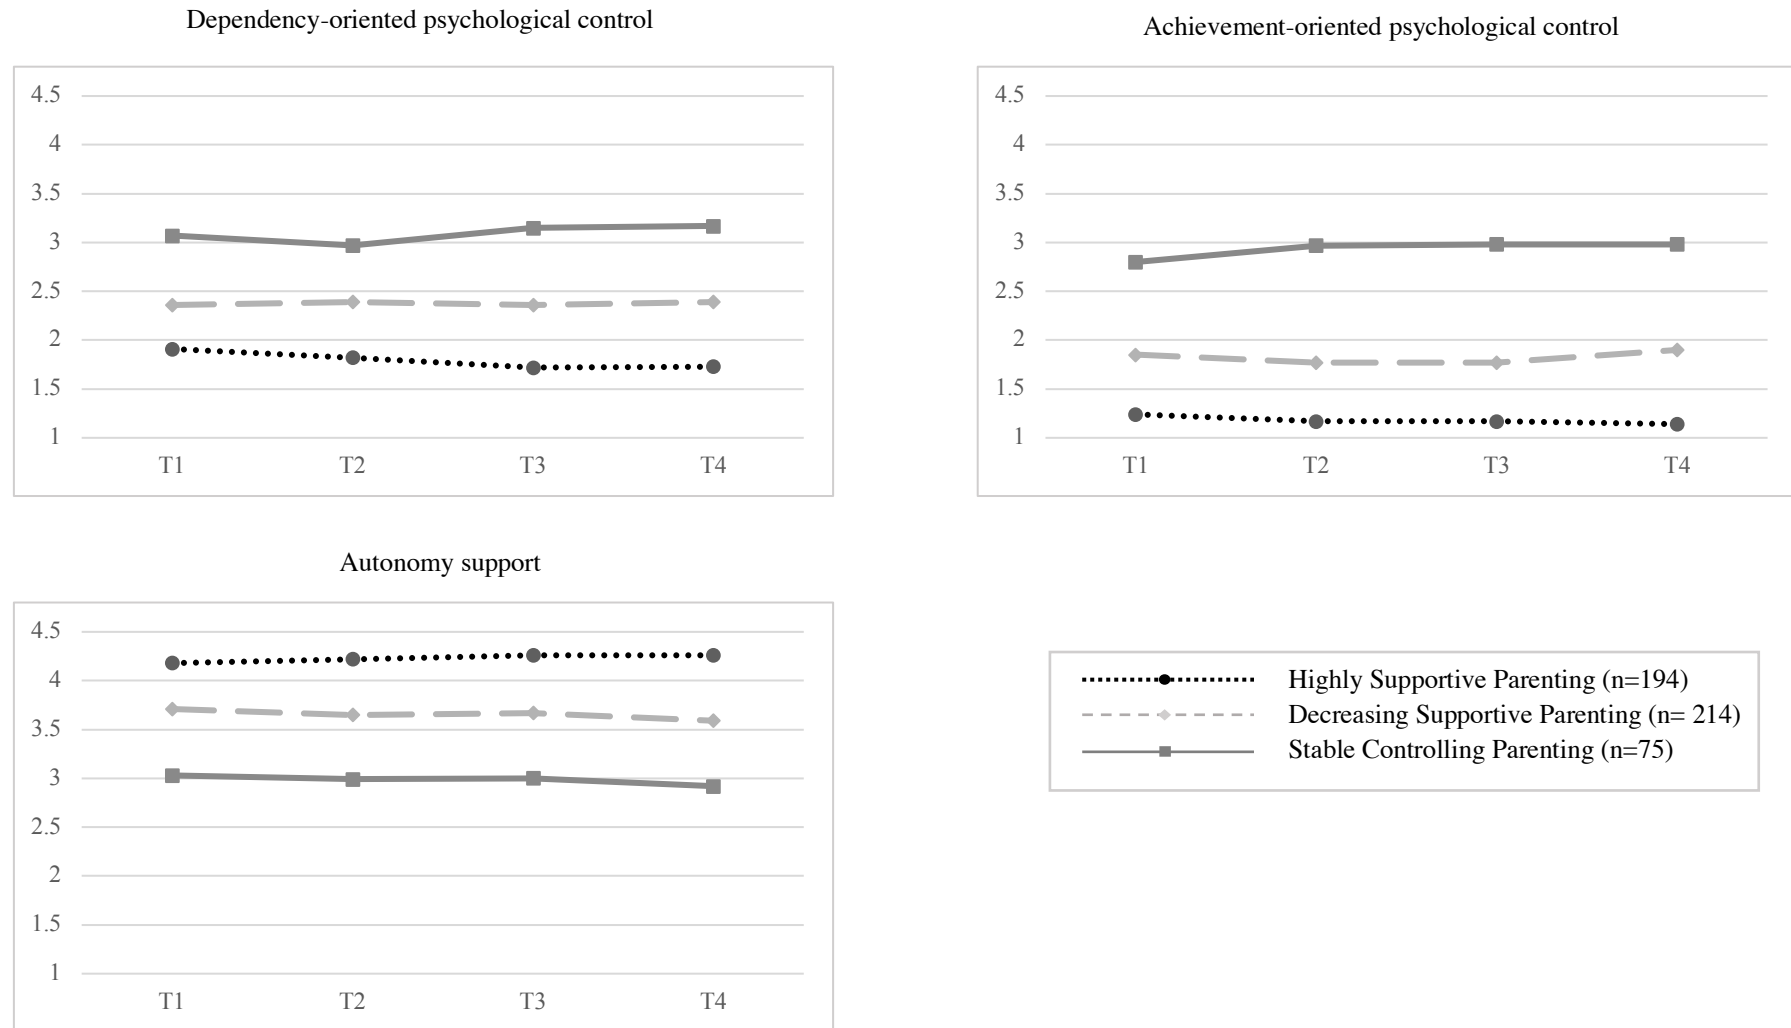 Dependency-oriented psychological control
4.5
4
3.5
3
2.5
2
1.5
1
T1 T2 T3 T4
Achievement-oriented psychological control
4.5
4
3.5
3
2.5
2
1.5
1
T1 T2 T3 T4
Autonomy support
4.5
4
3.5
3
2.5
2
1.5
1
T1 T2 T3 T4
Highly Supportive Parenting (n=194)
Decreasing Supportive Parenting (n= 214)
Stable Controlling Parenting (n=75)